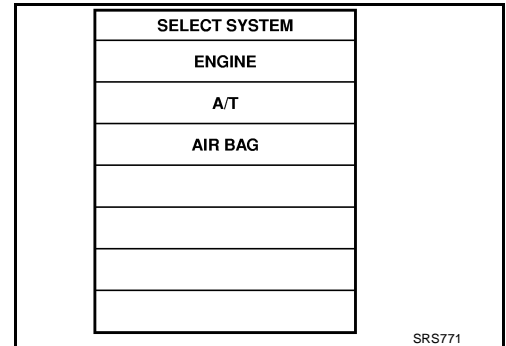 SELECT SYSTEM
ENGINE
A/T
AIR BAG
SRS771